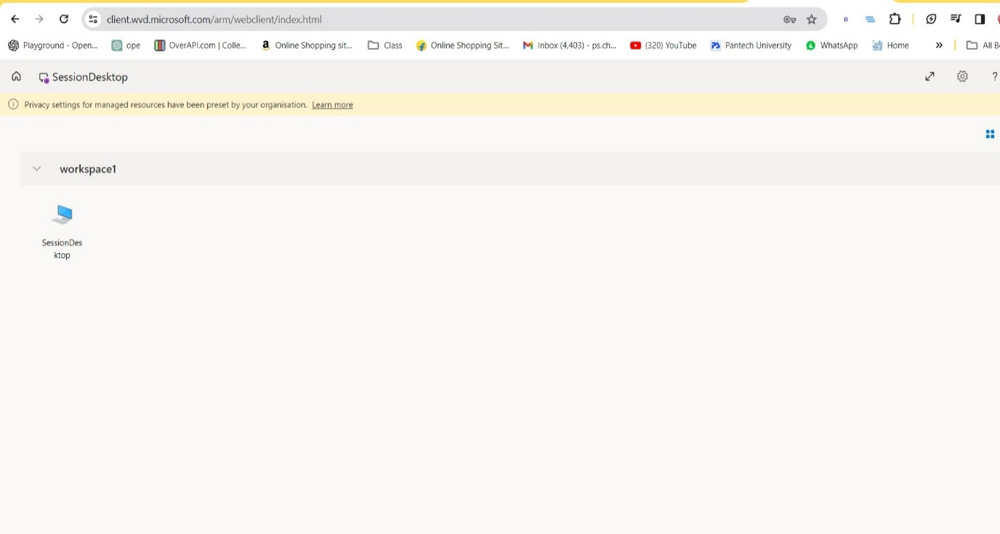 client.wvd.microsoft.com/arm/webclient/index.html
B
Playground - Open... ope OverAPI.com | Colle... Online Shopping sit... Class Online Shopping Sit... Inbox (4,403) - ps.ch... (320) YouTube Pantech University WhatsApp Home » All B
SessionDesktop ?
Privacy settings for managed resources have been preset by your organisation. Learn more
workspace1
SessionDes
ktop